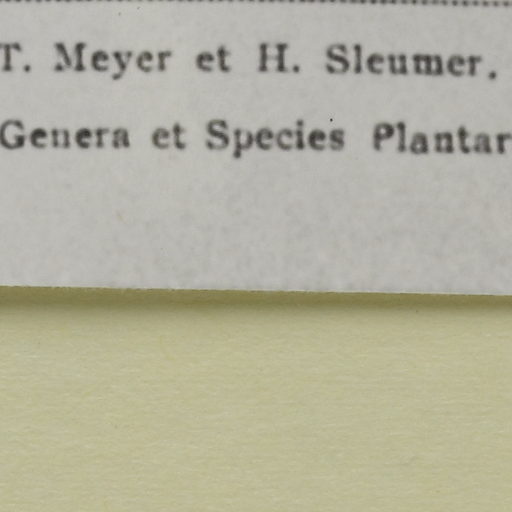 T. Meyer et H. Sleumer.
Genera et Species Plantar